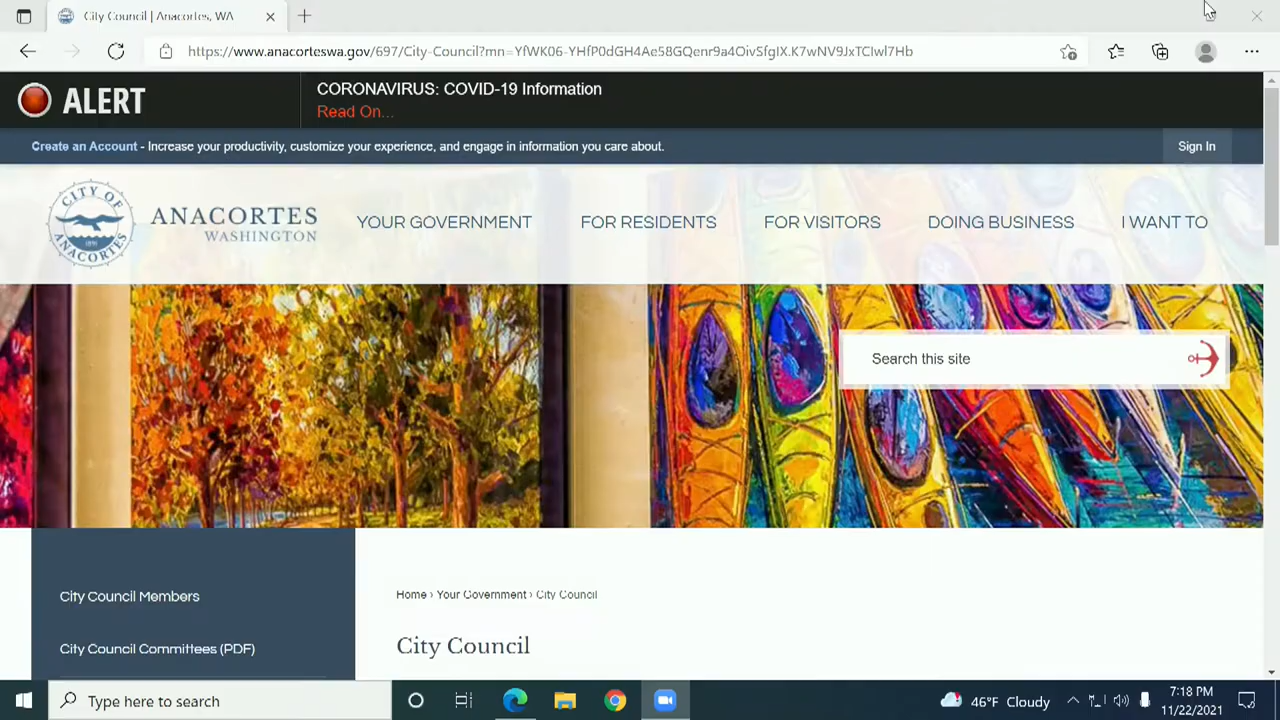 City Council | Anacortes, WA
https://www.anacorteswa.gov/697/City-Council?mn=YfWK06-YHfP0dGH4Ae58GQenr9a4OivSfgIX.K7wNV9JxTCIwl7Hb
ALERT
CORONAVIRUS: COVID-19 Information
Read On...
Create an Account - Increase your productivity, customize your experience, and engage in information you care about.
Sign In
CITY OF ANACORTES
1891
ANACORTES
WASHINGTON
YOUR GOVERNMENT
FOR RESIDENTS
FOR VISITORS
DOING BUSINESS
I WANT TO
Search this site
City Council Members
City Council Committees (PDF)
Home › Your Government › City Council
City Council
Type here to search
46°F Cloudy
7:18 PM
11/22/2021